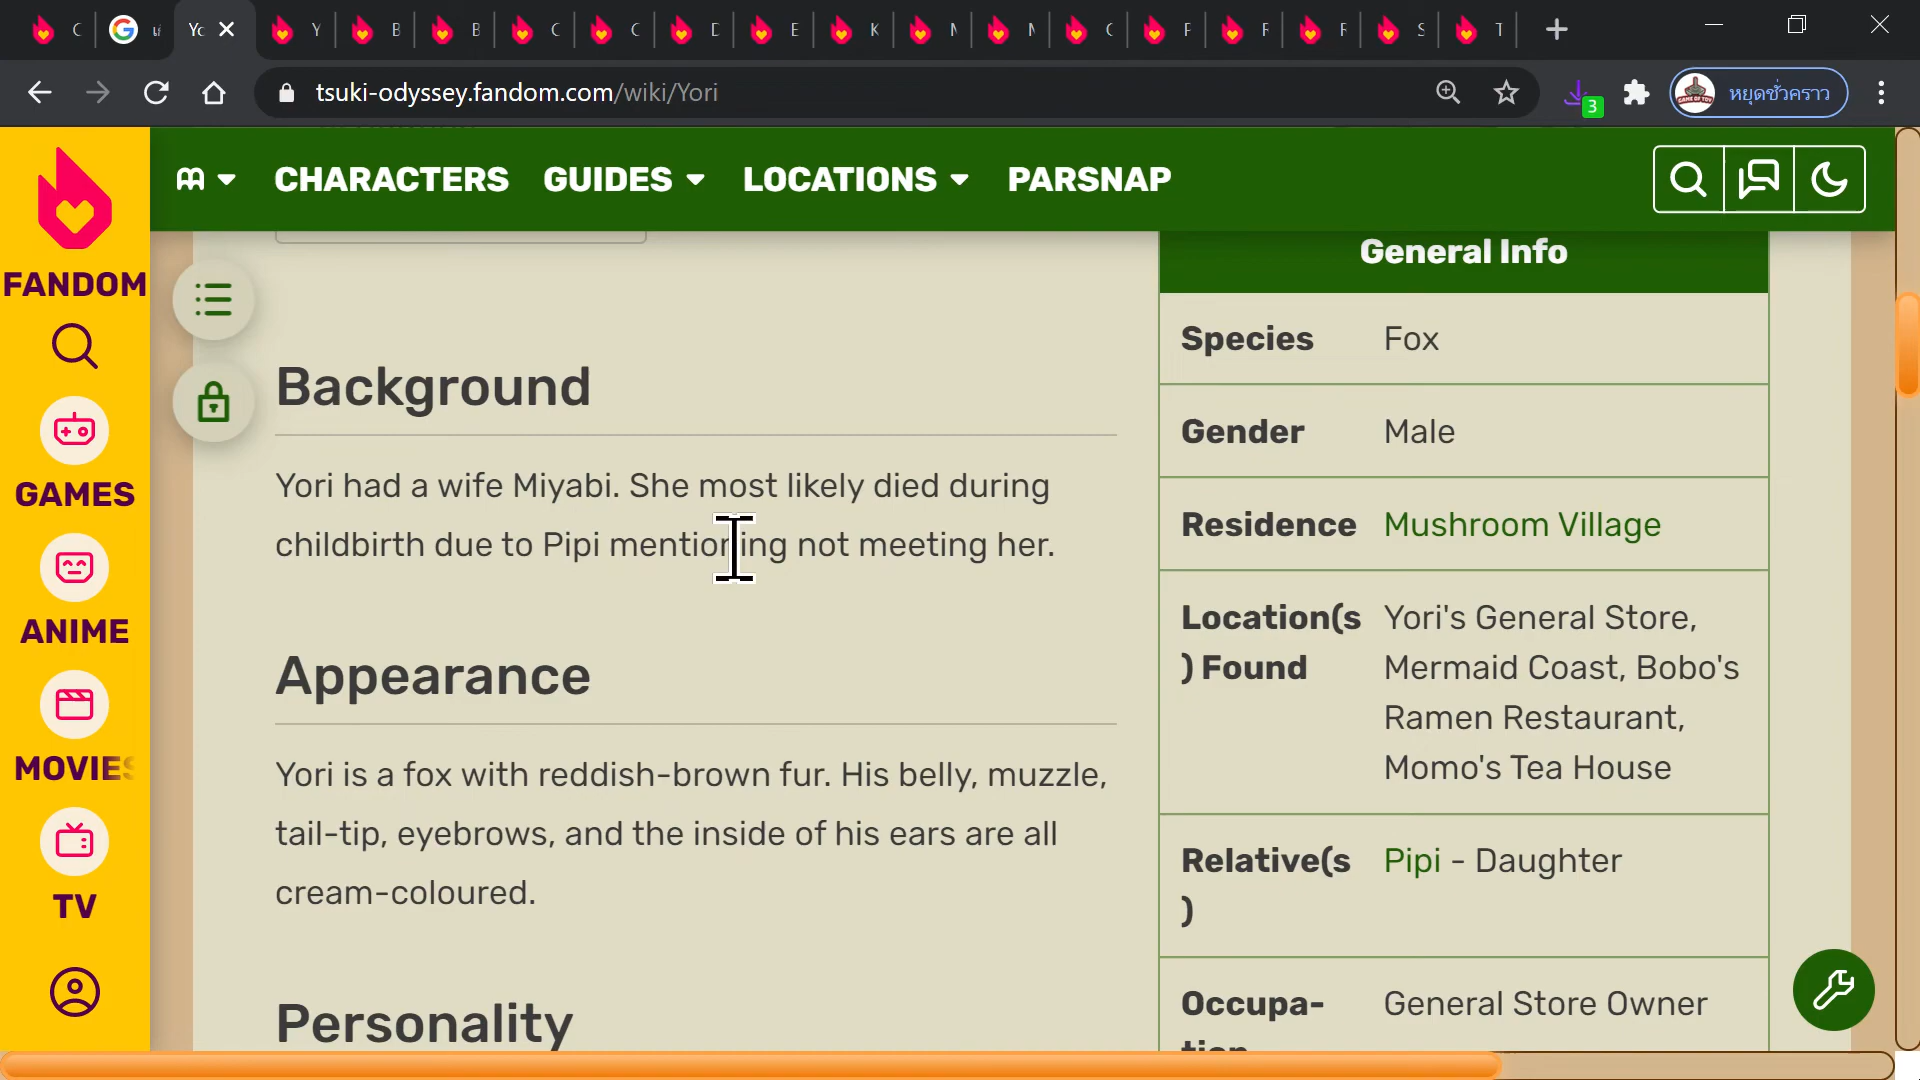 C
Yc
Y
B
B
C
C
D
E
K
C
F
F
F
S
T
tsuki-odyssey.fandom.com/wiki/Yori
3
หยุดชั่วคราว
FANDOM
GAMES
ANIME
MOVIES
TV
CHARACTERS
GUIDES
LOCATIONS
PARSNAP
Background
Yori had a wife Miyabi. She most likely died during
childbirth due to Pipi mentioning not meeting her.
Appearance
Yori is a fox with reddish-brown fur. His belly, muzzle,
tail-tip, eyebrows, and the inside of his ears are all
cream-coloured.
Personality
General Info
Species Fox
Gender Male
Residence Mushroom Village
Location(s Yori's General Store,
) Found Mermaid Coast, Bobo's
Ramen Restaurant,
Momo's Tea House
Relative(s Pipi - Daughter
)
Occupa- General Store Owner
tion